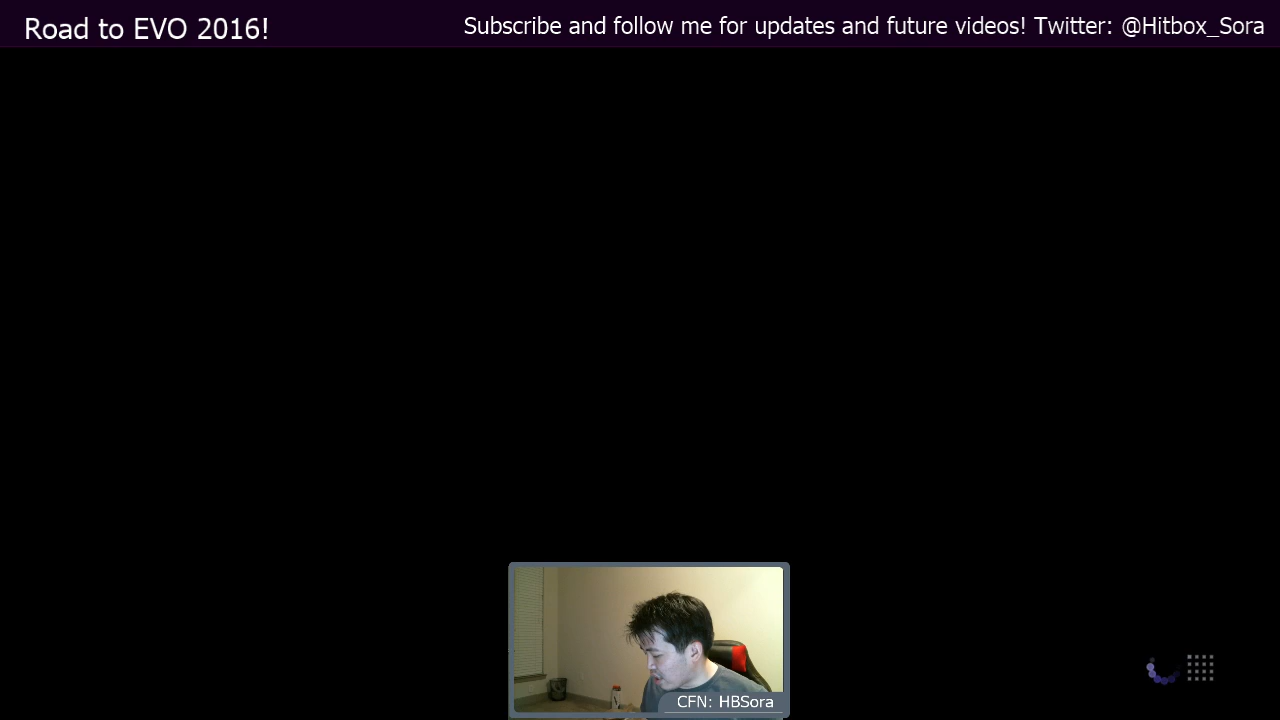 Road to EVO 2016!
Subscribe and follow me for updates and future videos! Twitter: @Hitbox_Sora
CFN: HBSora